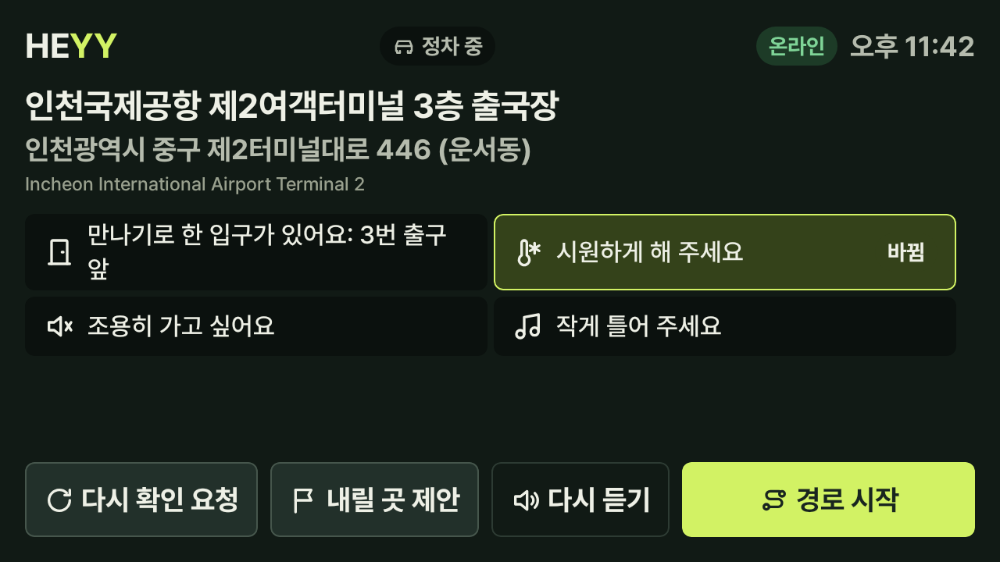 HEYY
정차 중
온라인
오후 11:42
인천국제공항 제2여객터미널 3층 출국장
인천광역시 중구 제2터미널대로 446 (운서동)
Incheon International Airport Terminal 2
만나기로 한 입구가 있어요: 3번 출구
앞
시원하게 해 주세요
바뀜
조용히 가고 싶어요
작게 틀어 주세요
다시 확인 요청
내릴 곳 제안
다시 듣기
경로 시작